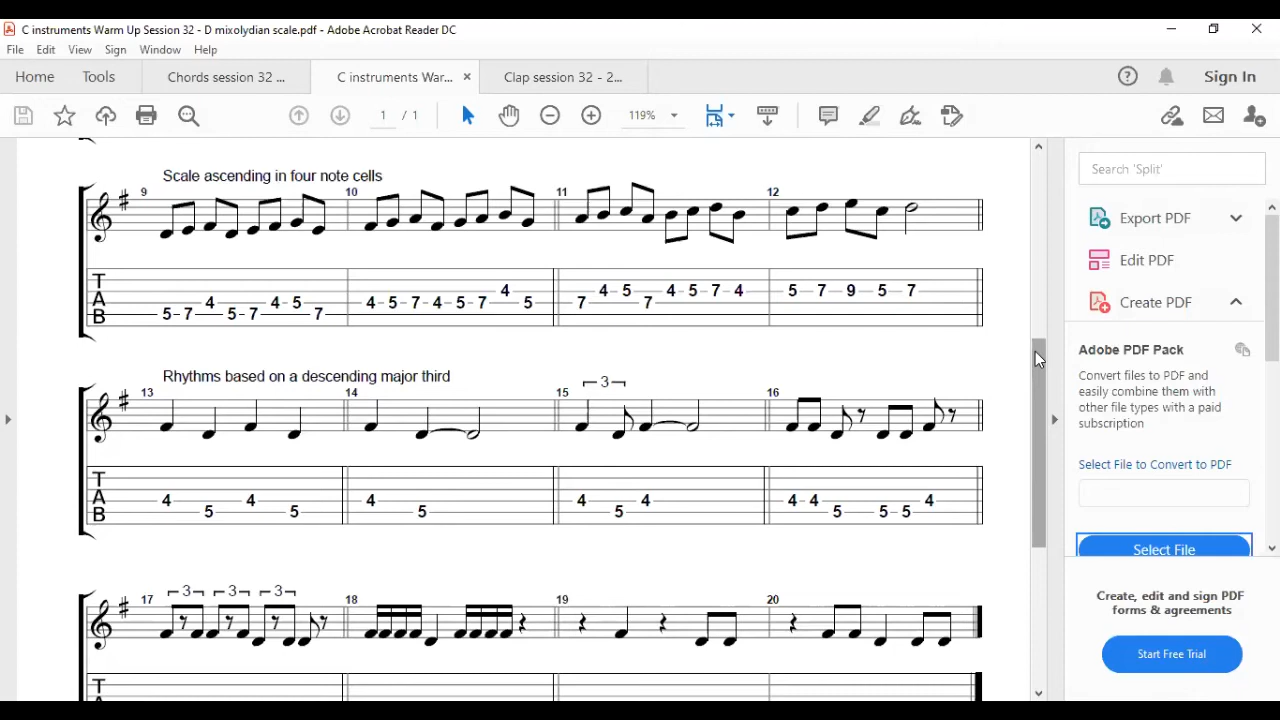 C instruments Warm Up Session 32 - D mixolydian scale.pdf - Adobe Acrobat Reader DC
File Edit View Sign Window Help
Home Tools Chords session 32 ... C instruments War... × Clap session 32 - 2... ? Sign In
1 / 1 119%
Search 'Split'
Export PDF
Edit PDF
Create PDF
Adobe PDF Pack
Convert files to PDF and
easily combine them with
other file types with a paid
subscription
Select File to Convert to PDF
Select File
Create, edit and sign PDF
forms & agreements
Start Free Trial
Scale ascending in four note cells
9 10 11 12
T
A
B
5 7 4 5 7 4 5 7 4 5 7 4 5 7 4 5 7 4 5 7 4 5 7 4 5 7 9 5 7
Rhythms based on a descending major third
13 14 15 3 16
T
A
B
4 5 4 5 4 5 4 5 4 4 4 5 5 5 4
17 3 3 3 18 19 20
T